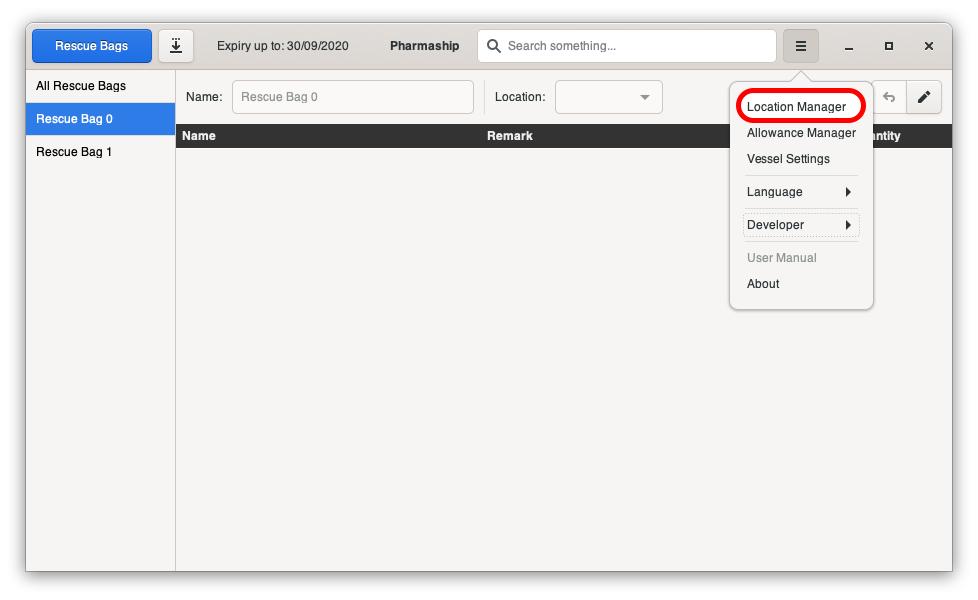 Rescue Bags
Expiry up to: 30/09/2020
Pharmaship
Search something...
All Rescue Bags
Rescue Bag 0
Rescue Bag 1
Name:
Rescue Bag 0
Location:
Name
Remark
Location Manager
Allowance Manager
Vessel Settings
Language
Developer
User Manual
About